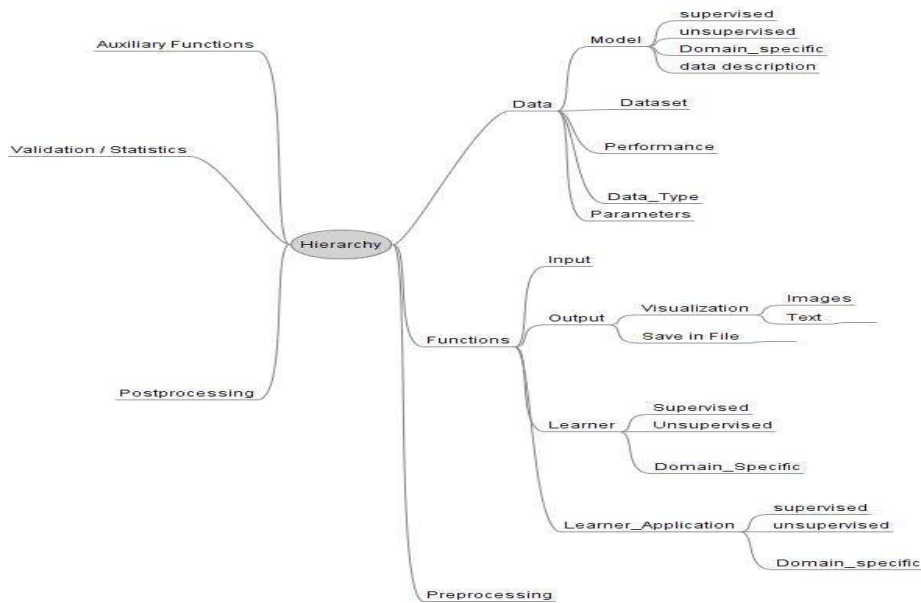 Auxiliary Functions
Validation / Statistics
Postprocessing
Hierarchy
Data
Model
supervised
unsupervised
Domain_specific
data description
Dataset
Performance
Data_Type
Parameters
Functions
Input
Output
Visualization
Images
Text
Save in File
Learner
Supervised
Unsupervised
Domain_Specific
Learner_Application
supervised
unsupervised
Domain_specific
Preprocessing